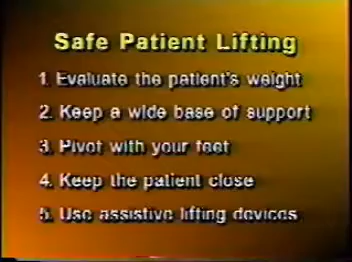 Safe Patient Lifting
1. Evaluate the patient's weight
2. Keep a wide base of support
3. Pivot with your feet
4. Keep the patient close
5. Use assistive lifting devices